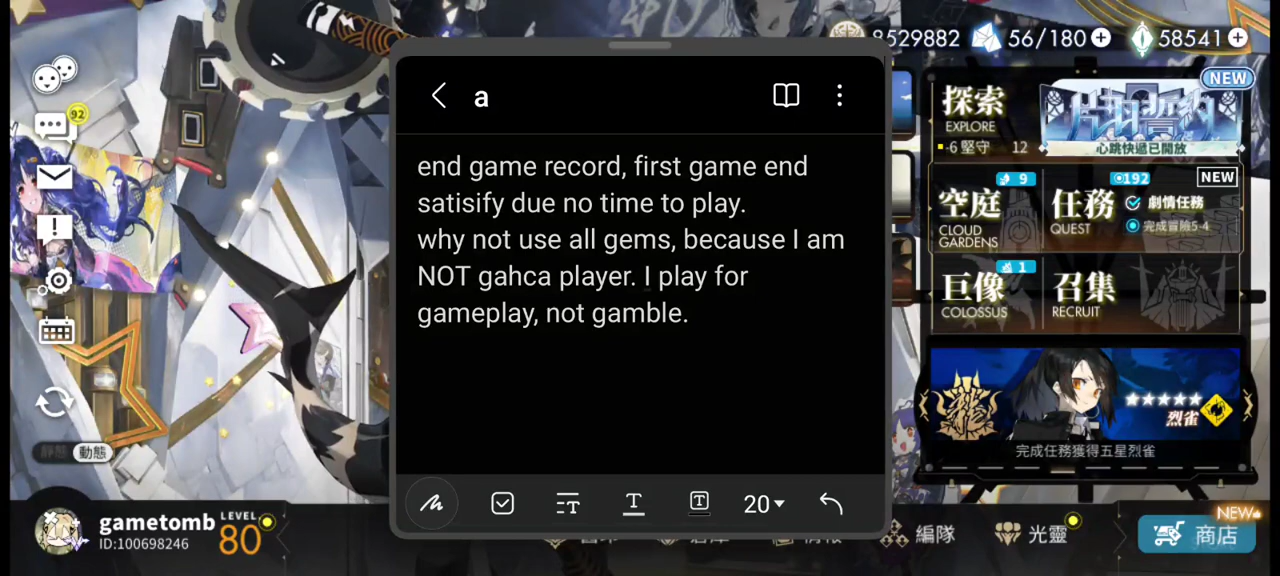 8529882
56/180
58541
92
a
end game record, first game end
satisify due no time to play.
why not use all gems, because I am
NOT gahca player. I play for
gameplay, not gamble.
20
探索
EXPLORE
-6 堅守 12
NEW
心跳快遞已開放
9
空庭
CLOUD
GARDENS
192
NEW
任務
QUEST
劇情任務
完成冒險5-4
1
巨像
COLOSSUS
召集
RECRUIT
烈雀
完成任務獲得五星烈雀
靜態 動態
gametomb
ID:100698246
LEVEL
80
編隊
光靈
NEW
商店